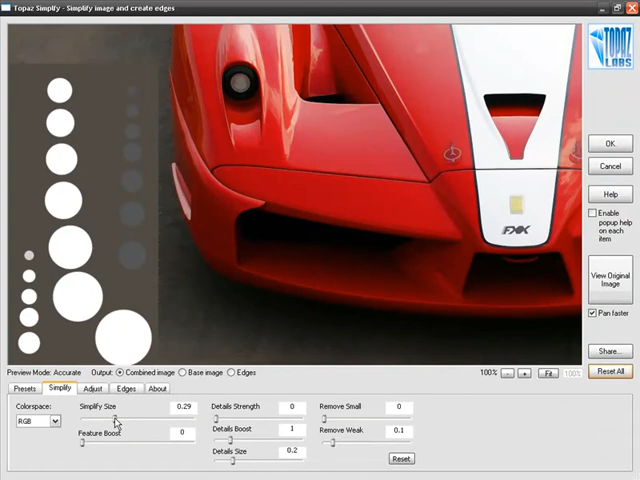 Topaz Simplify - Simplify image and create edges
TOPAZ
LABS
FXX
OK
Cancel
Help
Enable
popup help
on each
item
View Original
Image
Pan faster
Share...
Reset All
Preview Mode: Accurate Output: Combined image Base image Edges 100% - + Fit 100%
Presets Simplify Adjust Edges About
Colorspace:
RGB
Simplify Size 0.29
Feature Boost 0
Details Strength 0
Details Boost 1
Details Size 0.2
Remove Small 0
Remove Weak 0.1
Reset